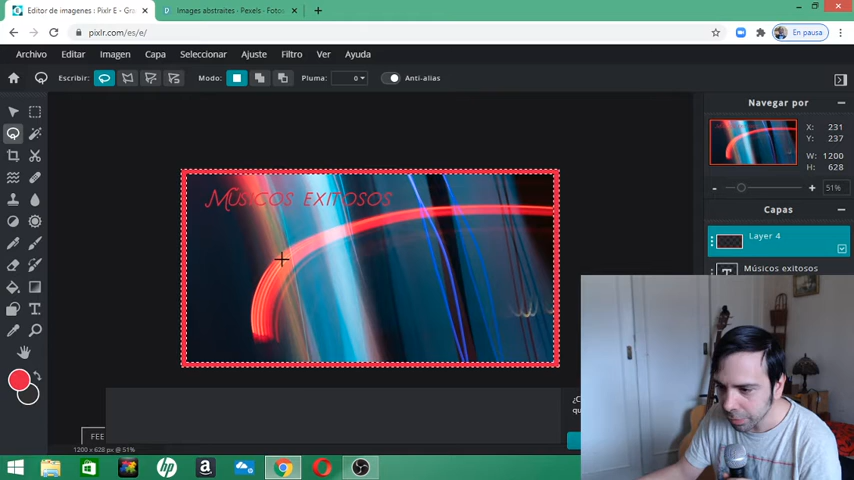 Editor de imagenes : Pixlr E - Gra
Images abstraites - Pexels - Fotos
pixlr.com/es/e/
En pausa
Archivo Editar Imagen Capa Seleccionar Ajuste Filtro Ver Ayuda
Escribir: Modo: Pluma: 0 Anti-alias
Navegar por
X: 231
Y: 237
W: 1200
H: 628
- + 51%
Capas
Layer 4
T Músicos exitosos
Músicos exitosos
FEE
1200 x 628 px @ 51%